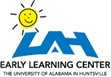 UAH
EARLY LEARNING CENTER
THE UNIVERSITY OF ALABAMA IN HUNTSVILLE